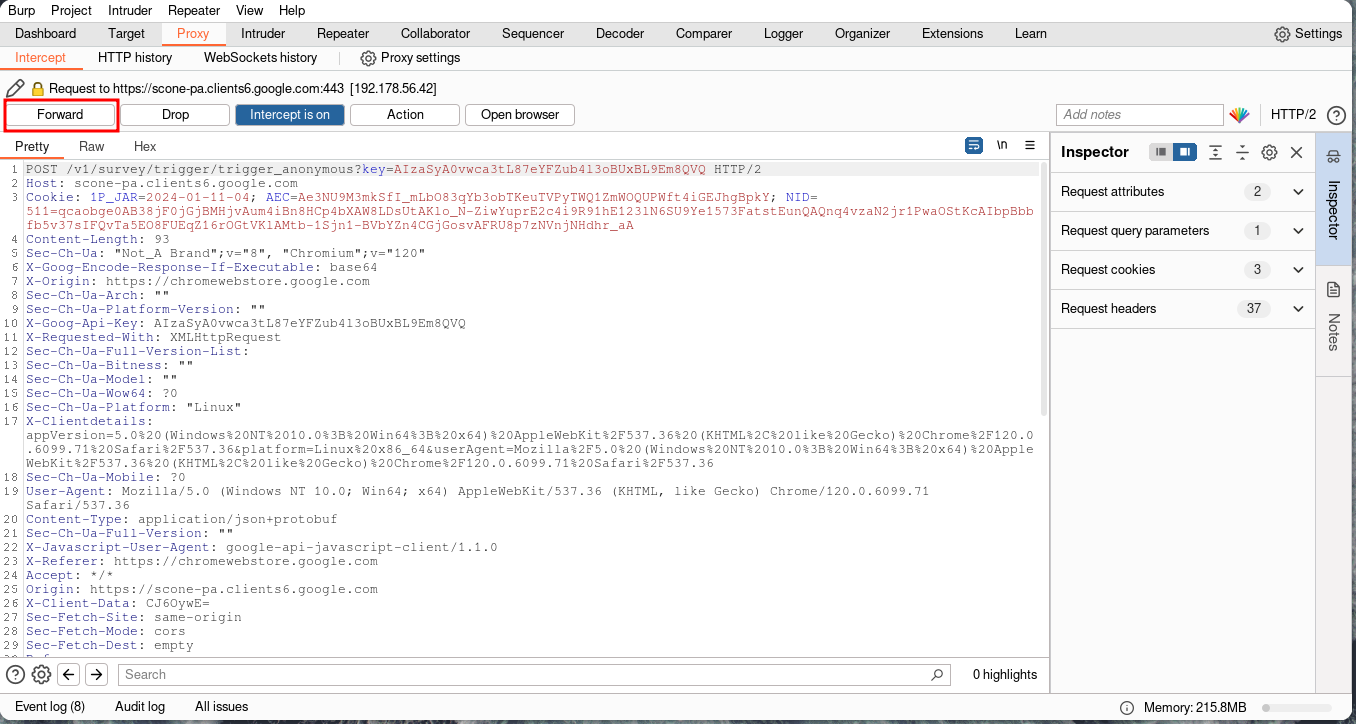 Burp Project Intruder Repeater View Help
Dashboard Target Proxy Intruder Repeater Collaborator Sequencer Decoder Comparer Logger Organizer Extensions Learn Settings
Intercept HTTP history WebSockets history Proxy settings
Request to https://scone-pa.clients6.google.com:443 [192.178.56.42]
Forward Drop Intercept is on Action Open browser Add notes HTTP/2
Pretty Raw Hex \n
Inspector
1 POST /v1/survey/trigger/trigger_anonymous?key=AIzaSyA0vwca3tL87eYFZub4l3oBUxBL9Em8QVQ HTTP/2
2 Host: scone-pa.clients6.google.com
3 Cookie: 1P_JAR=2024-01-11-04; AEC=Ae3NU9M3mkSfI_mLbO83qYb3obTKeuTVPyTWQ1ZmWOQUPWft4iGEJhgBpkY; NID=
511=qcaobge0AB38jF0jGjBMHjvAum4iBn8HCp4bXAW8LDsUtAKlo_N-ZiwYuprE2c4i9R91hE123lN6SU9Ye1573FatstEunQAQnq4vzaN2jr1PwaOStKcAIbpBbb
fb5v37sIFQvTa5EO8FUEqZ16rOGtVKlAMtb-1Sjn1-BVbYZn4CGjGosvAFRU8p7zNVnjNHdhr_aA
4 Content-Length: 93
5 Sec-Ch-Ua: "Not_A Brand";v="8", "Chromium";v="120"
6 X-Goog-Encode-Response-If-Executable: base64
7 X-Origin: https://chromewebstore.google.com
8 Sec-Ch-Ua-Arch: ""
9 Sec-Ch-Ua-Platform-Version: ""
10 X-Goog-Api-Key: AIzaSyA0vwca3tL87eYFZub4l3oBUxBL9Em8QVQ
11 X-Requested-With: XMLHttpRequest
12 Sec-Ch-Ua-Full-Version-List:
13 Sec-Ch-Ua-Bitness: ""
14 Sec-Ch-Ua-Model: ""
15 Sec-Ch-Ua-Wow64: ?0
16 Sec-Ch-Ua-Platform: "Linux"
17 X-Clientdetails:
appVersion=5.0%20(Windows%20NT%2010.0%3B%20Win64%3B%20x64)%20AppleWebKit%2F537.36%20(KHTML%2C%20like%20Gecko)%20Chrome%2F120.0
.6099.71%20Safari%2F537.36&platform=Linux%20x86_64&userAgent=Mozilla%2F5.0%20(Windows%20NT%2010.0%3B%20Win64%3B%20x64)%20Apple
WebKit%2F537.36%20(KHTML%2C%20like%20Gecko)%20Chrome%2F120.0.6099.71%20Safari%2F537.36
18 Sec-Ch-Ua-Mobile: ?0
19 User-Agent: Mozilla/5.0 (Windows NT 10.0; Win64; x64) AppleWebKit/537.36 (KHTML, like Gecko) Chrome/120.0.6099.71
Safari/537.36
20 Content-Type: application/json+protobuf
21 Sec-Ch-Ua-Full-Version: ""
22 X-Javascript-User-Agent: google-api-javascript-client/1.1.0
23 X-Referer: https://chromewebstore.google.com
24 Accept: */*
25 Origin: https://scone-pa.clients6.google.com
26 X-Client-Data: CJ6OywE=
27 Sec-Fetch-Site: same-origin
28 Sec-Fetch-Mode: cors
29 Sec-Fetch-Dest: empty
Request attributes 2
Request query parameters 1
Request cookies 3
Request headers 37
Inspector
Notes
Search 0 highlights
Event log (8) Audit log All issues Memory: 215.8MB